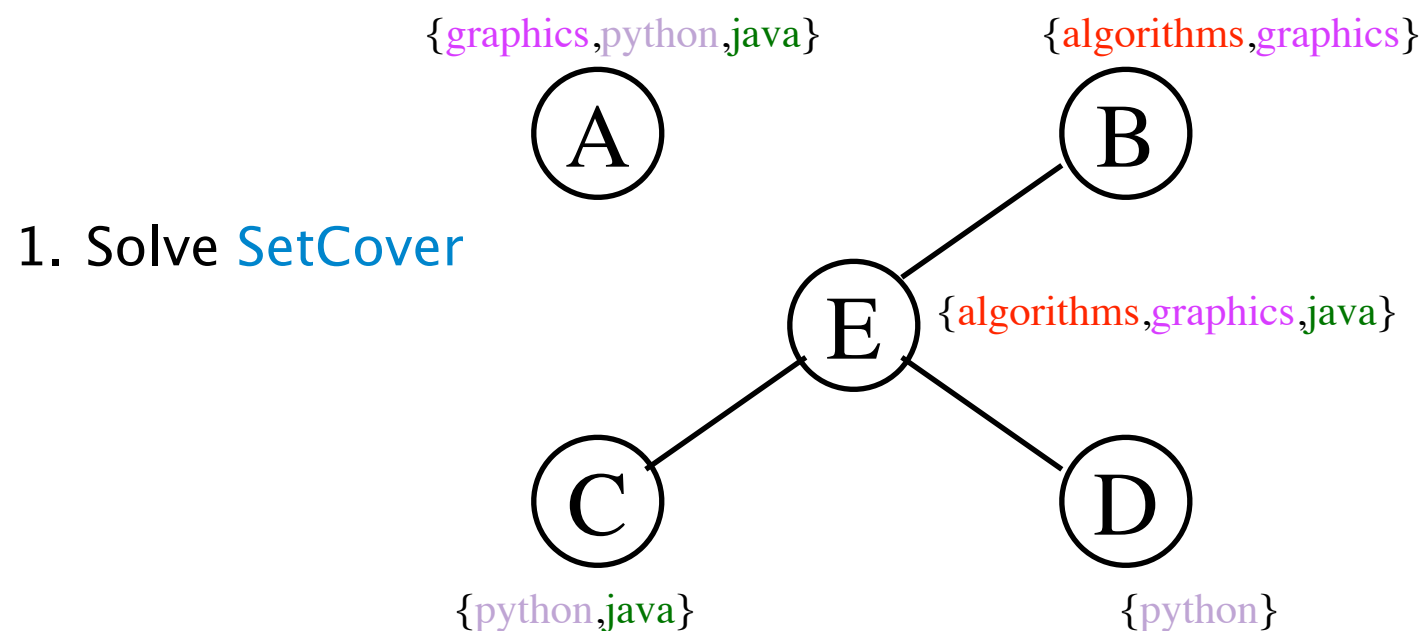 {graphics,python,java} {algorithms,graphics}
A B
1. Solve SetCover
E {algorithms,graphics,java}
C D
{python,java} {python}